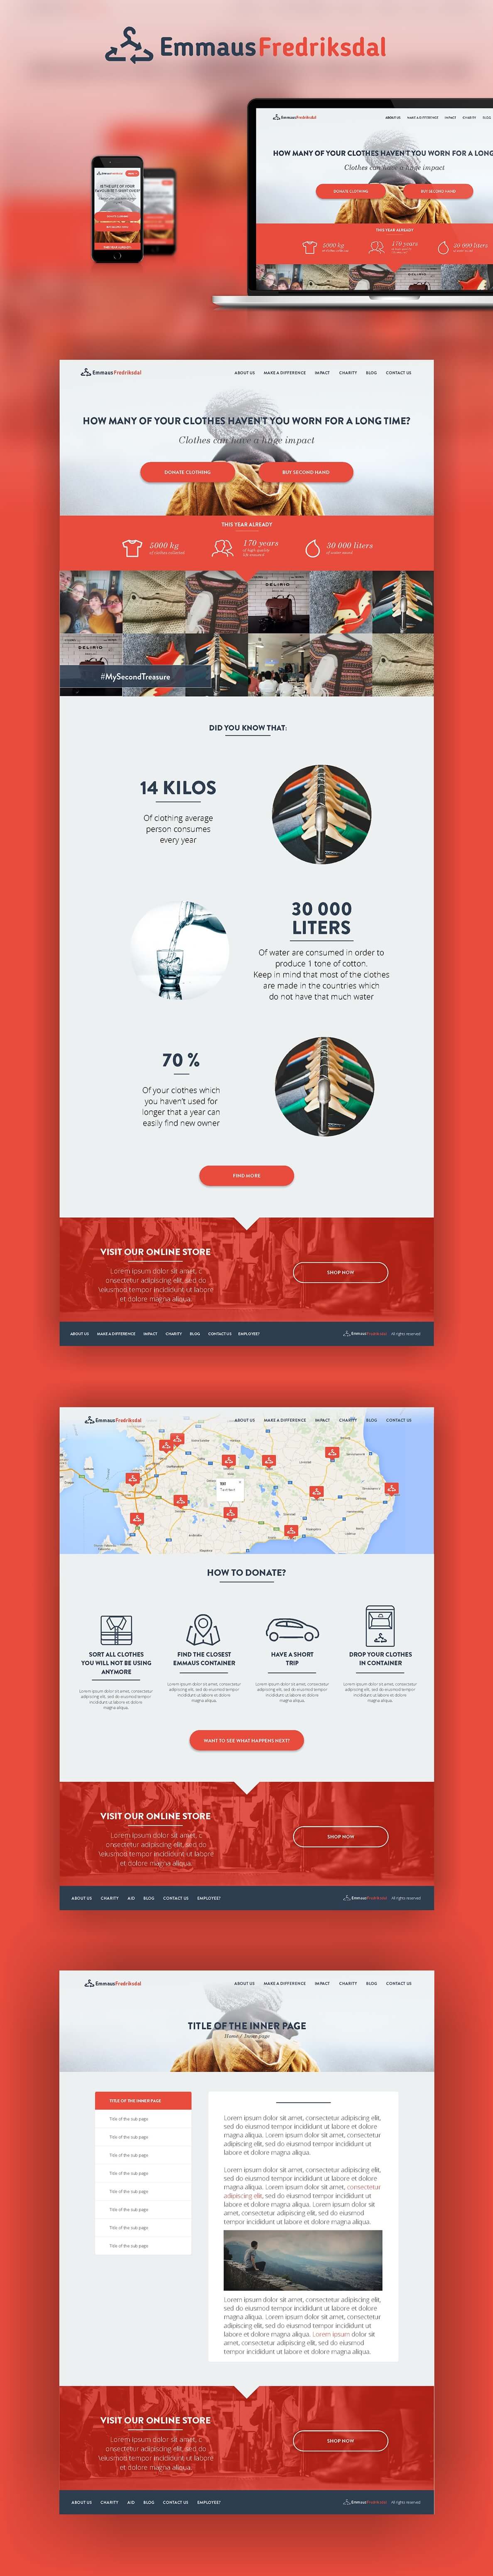 EmmausFredriksdal
EmmausFredriksdal
ABOUT US MAKE A DIFFERENCE IMPACT CHARITY BLOG
HOW MANY OF YOUR CLOTHES HAVEN'T YOU WORN FOR A LONG
Clothes can have a huge impact
DONATE CLOTHING BUY SECOND HAND
THIS YEAR ALREADY
5000 kg 170 years 30 000 liters
EmmausFredriksdal
ABOUT US MAKE A DIFFERENCE IMPACT CHARITY BLOG CONTACT US
HOW MANY OF YOUR CLOTHES HAVEN'T YOU WORN FOR A LONG TIME?
Clothes can have a huge impact
DONATE CLOTHING BUY SECOND HAND
THIS YEAR ALREADY
5000 kg 170 years 30 000 liters
DELIRIO
DELIRIO
#MySecondTreasure
DID YOU KNOW THAT:
14 KILOS
Of clothing average
person consumes
every year
30 000
LITERS
Of water are consumed in order to
produce 1 tone of cotton.
Keep in mind that most of the clothes
are made in the countries which
do not have that much water
70 %
Of your clothes which
you haven't used for
longer that a year can
easily find new owner
FIND MORE
VISIT OUR ONLINE STORE
Lorem ipsum dolor sit amet, c
onsectetur adipiscing elit, sed do
\eiusmod tempor incididunt ut labore
et dolore magna aliqua.
SHOP NOW
ABOUT US MAKE A DIFFERENCE IMPACT CHARITY BLOG CONTACT US EMPLOYEE?
EmmausFredriksdal All rights reserved
EmmausFredriksdal
ABOUT US MAKE A DIFFERENCE IMPACT CHARITY BLOG CONTACT US
HOW TO DONATE?
SORT ALL CLOTHES
YOU WILL NOT BE USING
ANYMORE
Lorem ipsum dolor sit amet, consectetur
adipiscing elit, sed do eiusmod tempor
incididunt ut labore et dolore
magna aliqua.
FIND THE CLOSEST
EMMAUS CONTAINER
Lorem ipsum dolor sit amet, consectetur
adipiscing elit, sed do eiusmod tempor
incididunt ut labore et dolore
magna aliqua.
HAVE A SHORT
TRIP
Lorem ipsum dolor sit amet, consectetur
adipiscing elit, sed do eiusmod tempor
incididunt ut labore et dolore
magna aliqua.
DROP YOUR CLOTHES
IN CONTAINER
Lorem ipsum dolor sit amet, consectetur
adipiscing elit, sed do eiusmod tempor
incididunt ut labore et dolore
magna aliqua.
WANT TO SEE WHAT HAPPENS NEXT?
VISIT OUR ONLINE STORE
Lorem ipsum dolor sit amet, c
onsectetur adipiscing elit, sed do
\eiusmod tempor incididunt ut labore
et dolore magna aliqua.
SHOP NOW
ABOUT US CHARITY AID BLOG CONTACT US EMPLOYEE?
EmmausFredriksdal All rights reserved
EmmausFredriksdal
ABOUT US MAKE A DIFFERENCE IMPACT CHARITY BLOG CONTACT US
TITLE OF THE INNER PAGE
Home / Inner page
TITLE OF THE INNER PAGE
Title of the sub page
Title of the sub page
Title of the sub page
Title of the sub page
Title of the sub page
Title of the sub page
Title of the sub page
Title of the sub page
Lorem ipsum dolor sit amet, consectetur adipiscing elit,
sed do eiusmod tempor incididunt ut labore et dolore
magna aliqua. Lorem ipsum dolor sit amet, consectetur
adipiscing elit, sed do eiusmod tempor incididunt ut
labore et dolore magna aliqua.
Lorem ipsum dolor sit amet, consectetur adipiscing elit,
sed do eiusmod tempor incididunt ut labore et dolore
magna aliqua. Lorem ipsum dolor sit amet, consectetur
adipiscing elit, sed do eiusmod tempor incididunt ut
labore et dolore magna aliqua. Lorem ipsum dolor sit
amet, consectetur adipiscing elit, sed do eiusmod
tempor incididunt ut labore et dolore magna aliqua.
Lorem ipsum dolor sit amet, consectetur adipiscing elit,
sed do eiusmod tempor incididunt ut labore et dolore
magna aliqua. Lorem ipsum dolor sit amet, consectetur
adipiscing elit, sed do eiusmod tempor incididunt ut
labore et dolore magna aliqua. Lorem ipsum dolor sit
amet, consectetur adipiscing elit, sed do eiusmod
tempor incididunt ut labore et dolore magna aliqua.
VISIT OUR ONLINE STORE
Lorem ipsum dolor sit amet, c
onsectetur adipiscing elit, sed do
\eiusmod tempor incididunt ut labore
et dolore magna aliqua.
SHOP NOW
ABOUT US CHARITY AID BLOG CONTACT US EMPLOYEE?
EmmausFredriksdal All rights reserved